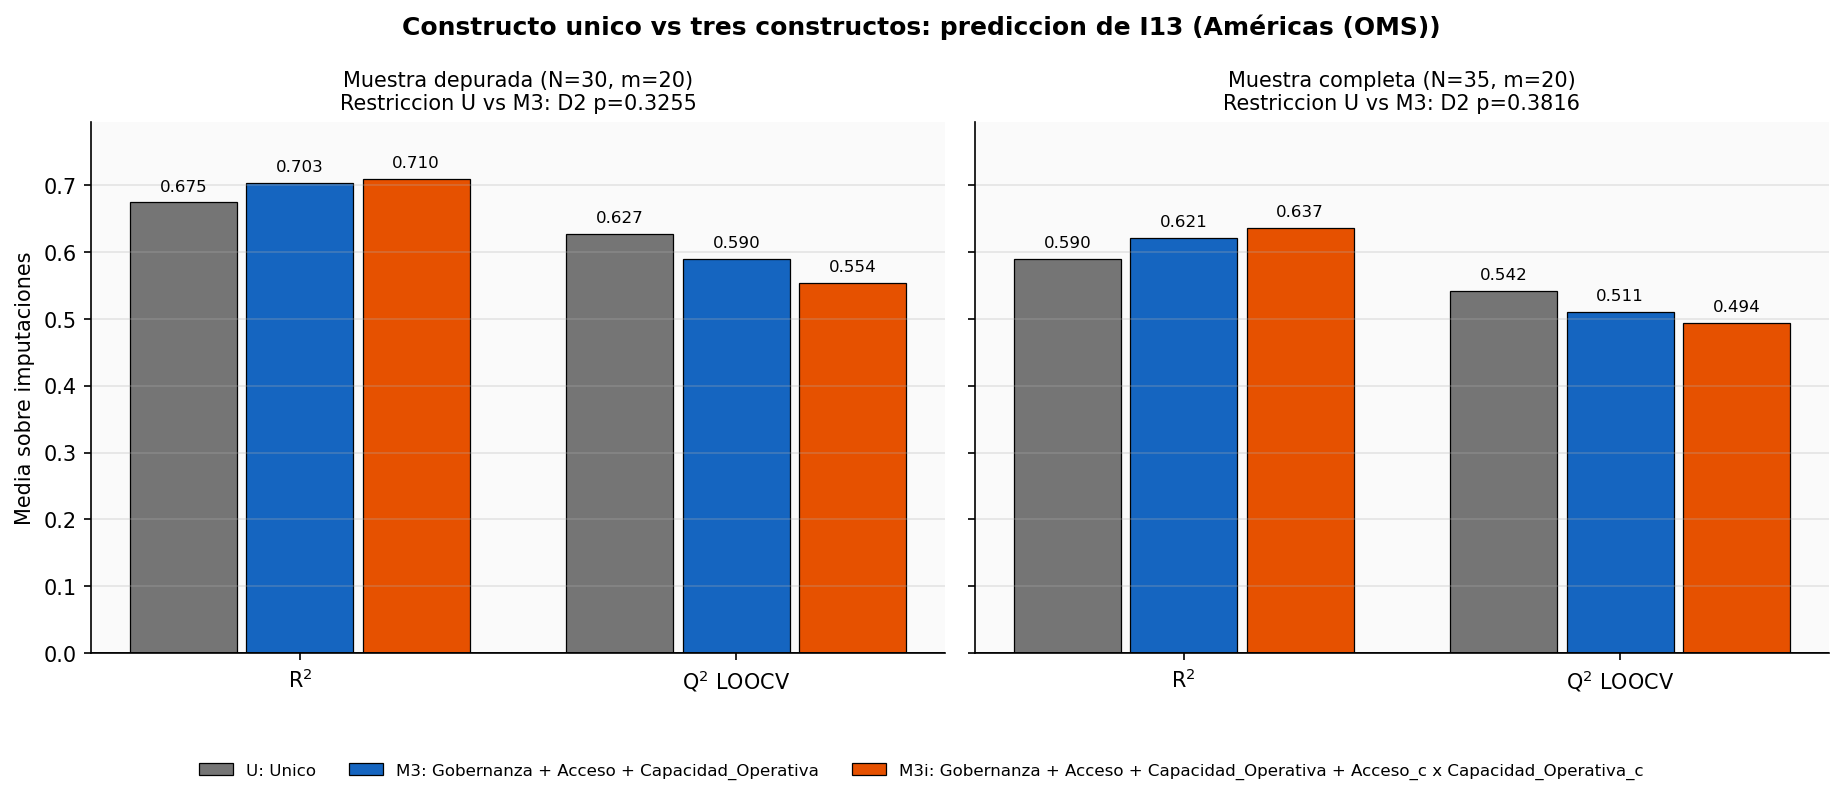 Constructo unico vs tres constructos: prediccion de I13 (Américas (OMS))
Muestra depurada (N=30, m=20)
Restriccion U vs M3: D2 p=0.3255
Muestra completa (N=35, m=20)
Restriccion U vs M3: D2 p=0.3816
Media sobre imputaciones
0.7
0.6
0.5
0.4
0.3
0.2
0.1
0.0
0.675
0.703
0.710
0.627
0.590
0.554
R²
Q² LOOCV
0.590
0.621
0.637
0.542
0.511
0.494
R²
Q² LOOCV
U: Unico
M3: Gobernanza + Acceso + Capacidad_Operativa
M3i: Gobernanza + Acceso + Capacidad_Operativa + Acceso_c x Capacidad_Operativa_c